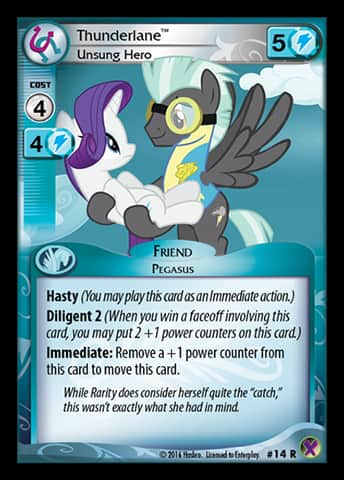 Thunderlane™
Unsung Hero
5
COST
4
4
FRIEND
PEGASUS
Hasty (You may play this card as an Immediate action.)
Diligent 2 (When you win a faceoff involving this
card, you may put 2 +1 power counters on this card.)
Immediate: Remove a +1 power counter from
this card to move this card.
While Rarity does consider herself quite the “catch,”
this wasn’t exactly what she had in mind.
© 2016 Hasbro. Licensed to Enterplay. #14 R